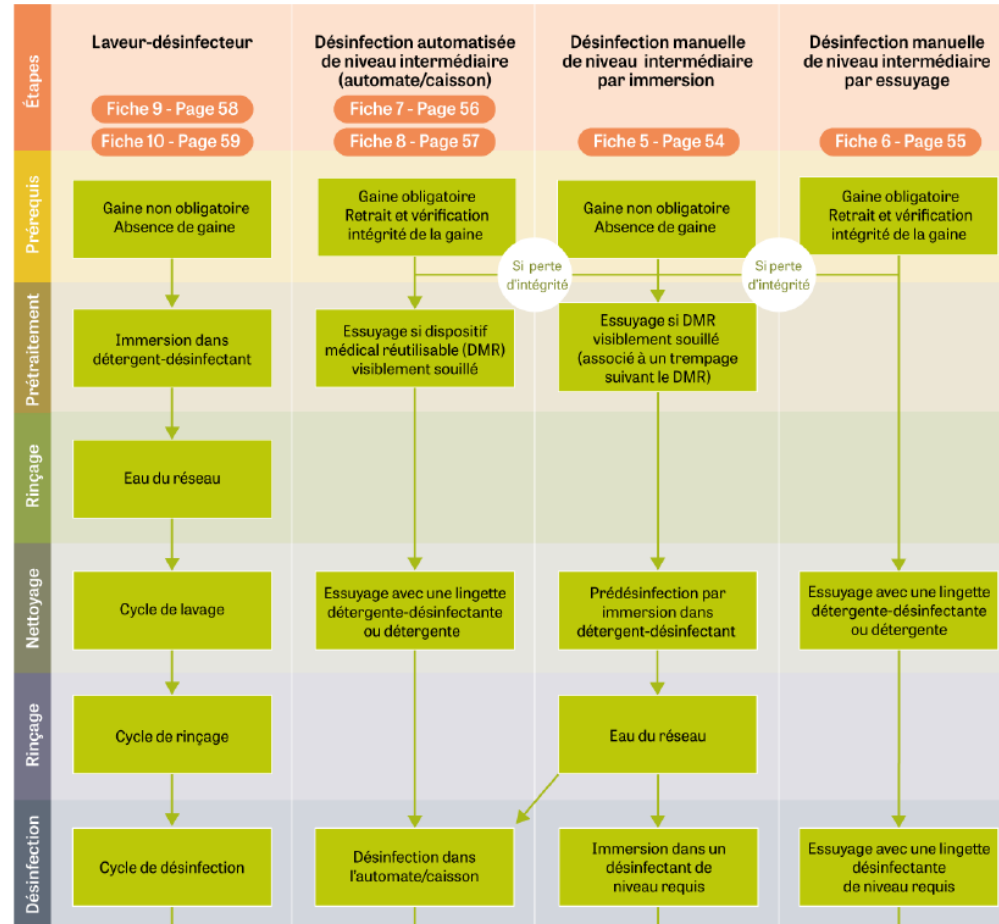 Étapes
Laveur-désinfecteur
Fiche 9 - Page 58
Fiche 10 - Page 59
Désinfection automatisée
de niveau intermédiaire
(automate/caisson)
Fiche 7 - Page 56
Fiche 8 - Page 57
Désinfection manuelle
de niveau intermédiaire
par immersion
Fiche 5 - Page 54
Désinfection manuelle
de niveau intermédiaire
par essuyage
Fiche 6 - Page 55
Prérequis
Gaine non obligatoire
Absence de gaine
Gaine obligatoire
Retrait et vérification
intégrité de la gaine
Gaine non obligatoire
Absence de gaine
Gaine obligatoire
Retrait et vérification
intégrité de la gaine
Si perte
d'intégrité
Si perte
d'intégrité
Prétraitement
Immersion dans
détergent-désinfectant
Essuyage si dispositif
médical réutilisable (DMR)
visiblement souillé
Essuyage si DMR
visiblement souillé
(associé à un trempage
suivant le DMR)
Rinçage
Eau du réseau
Nettoyage
Cycle de lavage
Essuyage avec une lingette
détergente-désinfectante
ou détergente
Prédésinfection par
immersion dans
détergent-désinfectant
Essuyage avec une lingette
détergente-désinfectante
ou détergente
Rinçage
Cycle de rinçage
Eau du réseau
Désinfection
Cycle de désinfection
Désinfection dans
l'automate/caisson
Immersion dans un
désinfectant de
niveau requis
Essuyage avec une lingette
désinfectante
de niveau requis